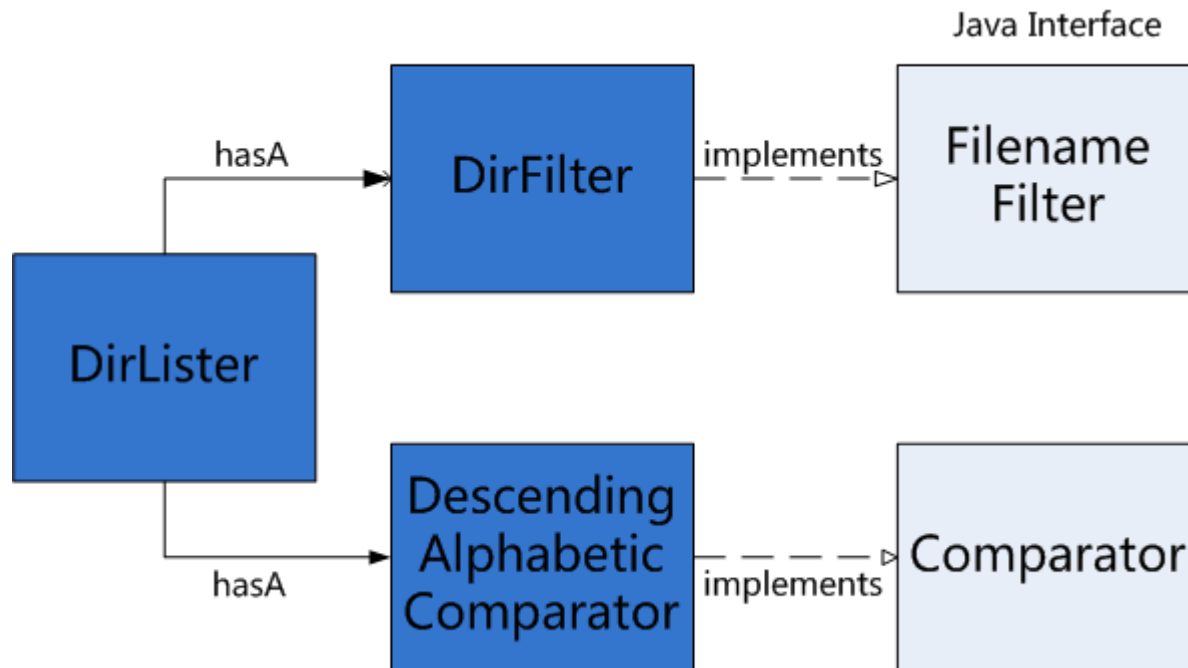 Java Interface
hasA
DirFilter
implements
Filename
Filter
DirLister
hasA
Descending
Alphabetic
Comparator
implements
Comparator